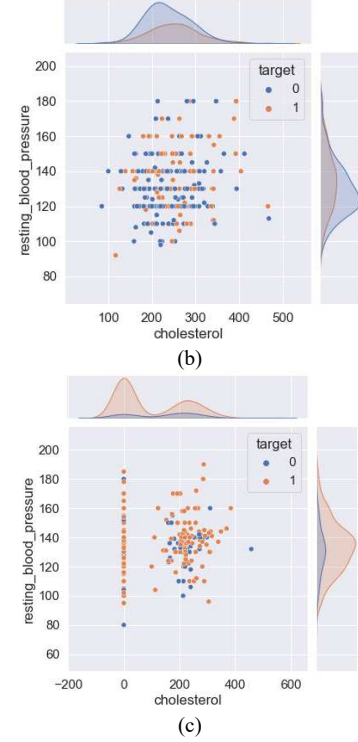 200
180
160
140
120
100
80
resting_blood_pressure
target
0
1
100 200 300 400 500
cholesterol
(b)
200
180
160
140
120
100
80
60
resting_blood_pressure
target
0
1
−200 0 200 400 600
cholesterol
(c)